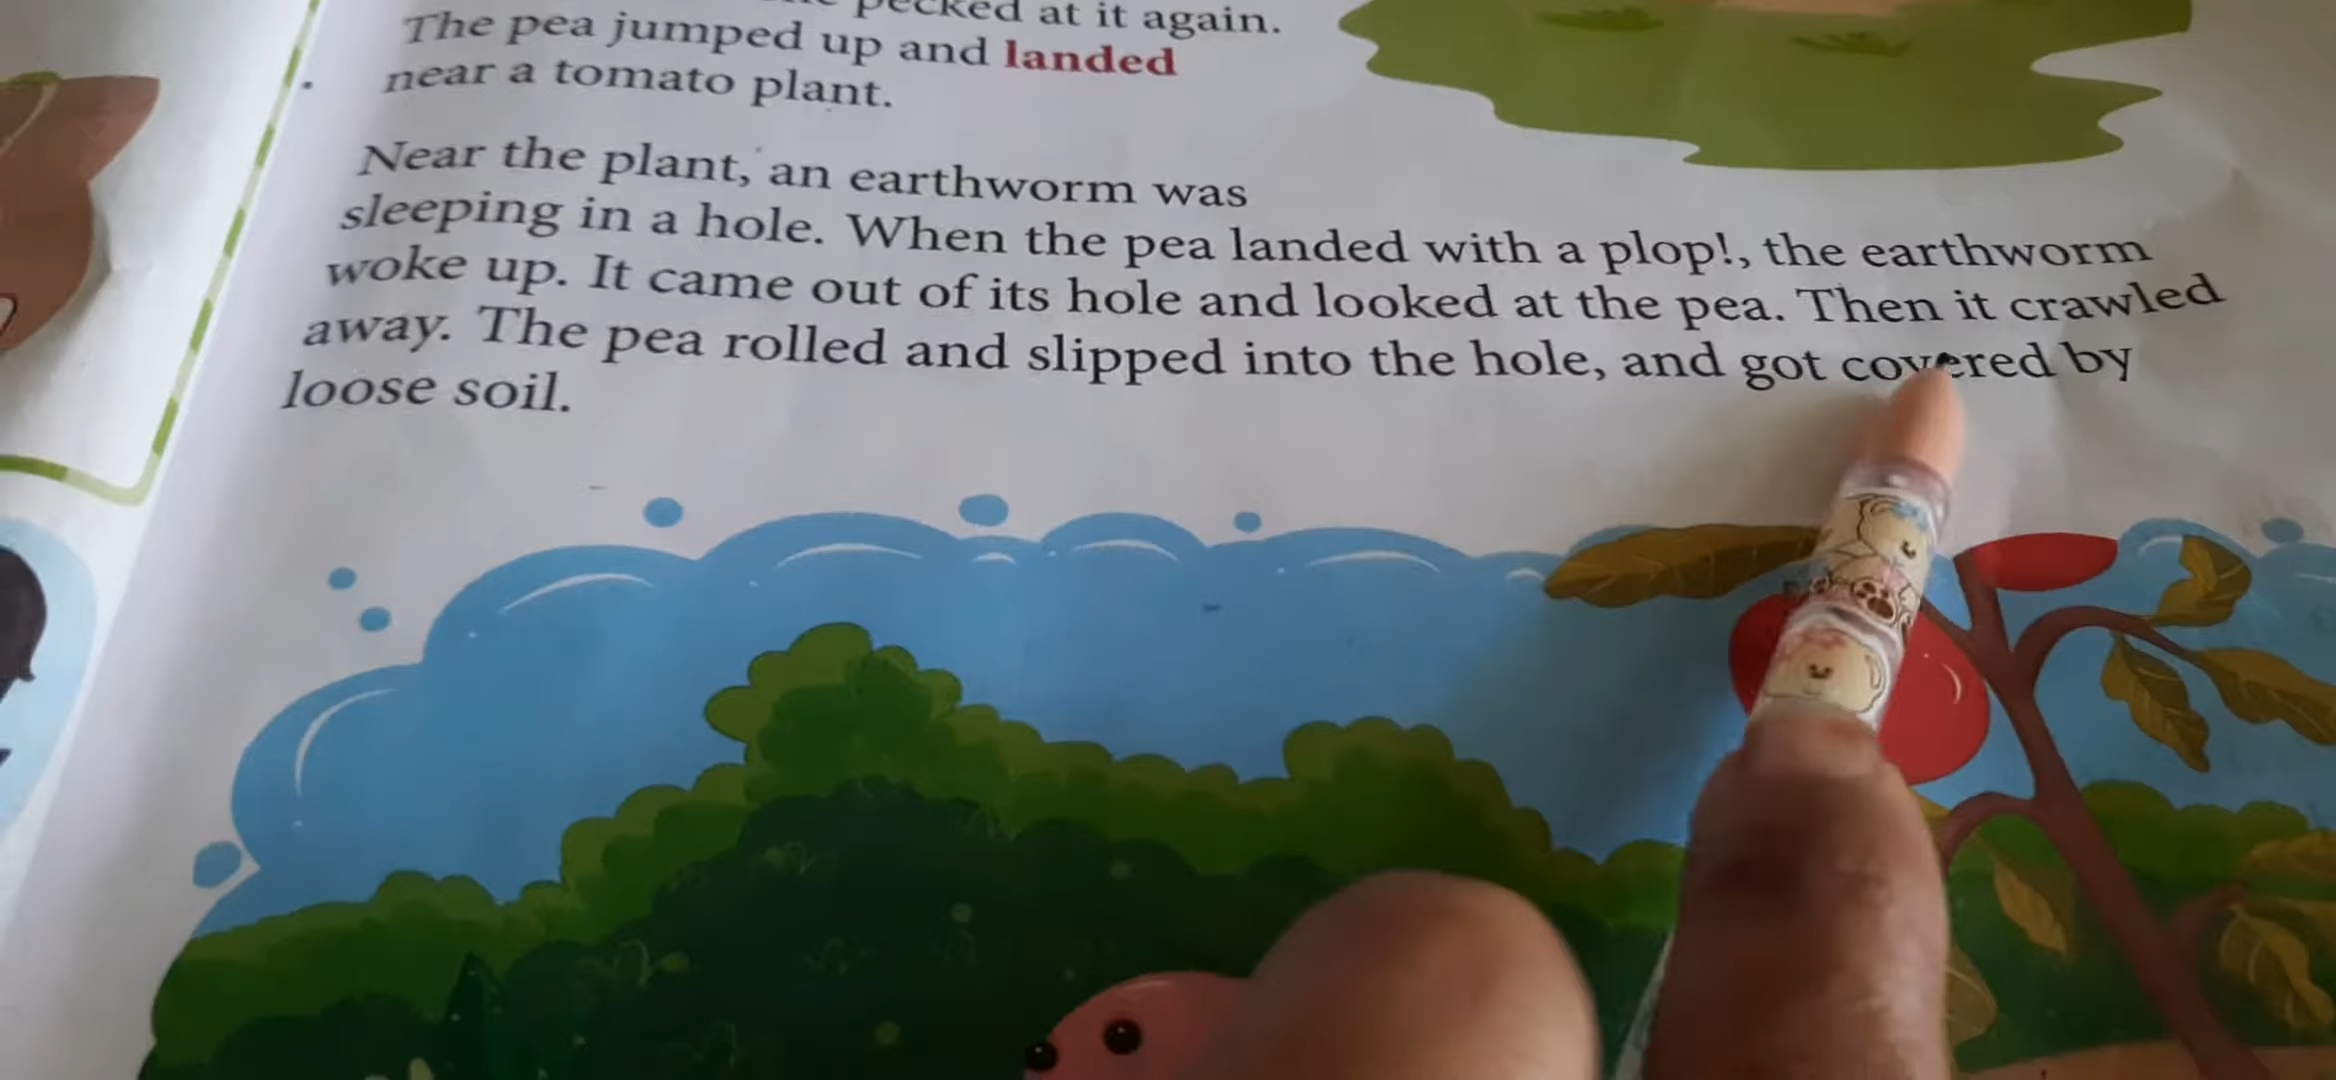 pecked at it again.
The pea jumped up and landed
near a tomato plant.
Near the plant, an earthworm was
sleeping in a hole. When the pea landed with a plop!, the earthworm
woke up. It came out of its hole and looked at the pea. Then it crawled
away. The pea rolled and slipped into the hole, and got covered by
loose soil.